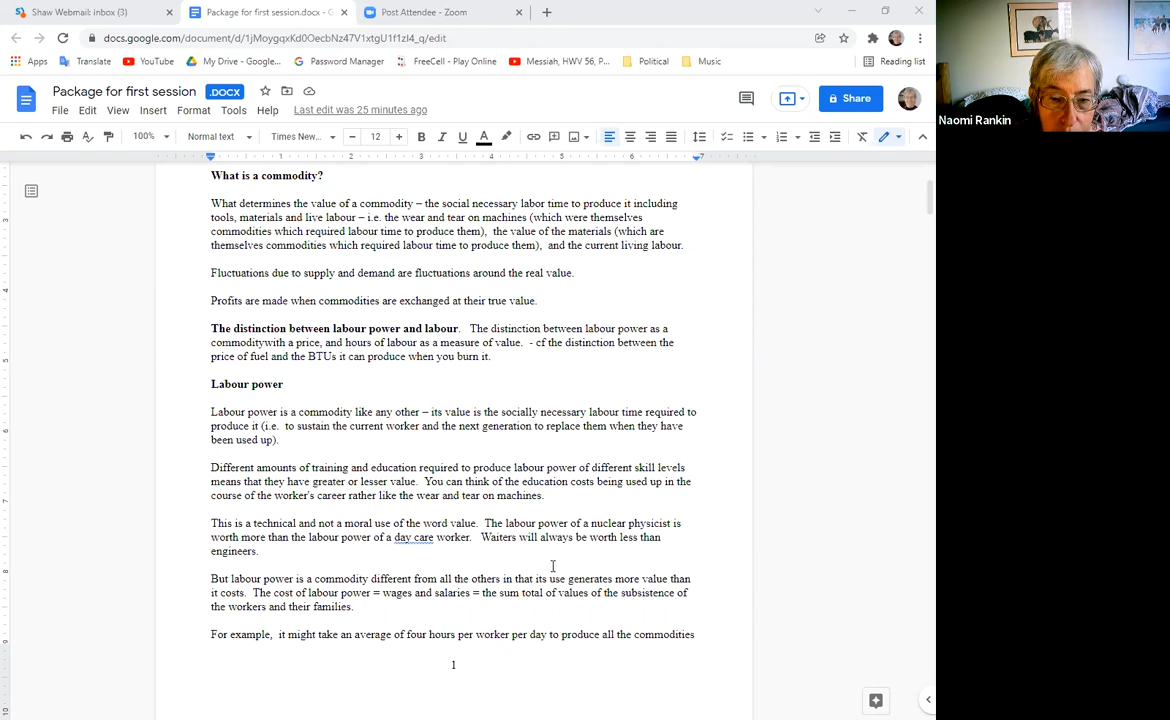 Shaw Webmail: inbox (3)
Package for first session.docx - G
Post Attendee - Zoom
docs.google.com/document/d/1jMoygqxKd0OecbNz47V1xtgU1f1zI4_q/edit
Apps
Translate
YouTube
My Drive - Google...
Password Manager
FreeCell - Play Online
Messiah, HWV 56, P...
Political
Music
Reading list
Package for first session
.DOCX
File Edit View Insert Format Tools Help Last edit was 25 minutes ago
Share
100%
Normal text
Times New...
12
B I U A
1 2 3 4 5 6 7
What is a commodity?
What determines the value of a commodity – the social necessary labor time to produce it including
tools, materials and live labour – i.e. the wear and tear on machines (which were themselves
commodities which required labour time to produce them), the value of the materials (which are
themselves commodities which required labour time to produce them), and the current living labour.
Fluctuations due to supply and demand are fluctuations around the real value.
Profits are made when commodities are exchanged at their true value.
The distinction between labour power and labour. The distinction between labour power as a
commoditywith a price, and hours of labour as a measure of value. - cf the distinction between the
price of fuel and the BTUs it can produce when you burn it.
Labour power
Labour power is a commodity like any other – its value is the socially necessary labour time required to
produce it (i.e. to sustain the current worker and the next generation to replace them when they have
been used up).
Different amounts of training and education required to produce labour power of different skill levels
means that they have greater or lesser value. You can think of the education costs being used up in the
course of the worker's career rather like the wear and tear on machines.
This is a technical and not a moral use of the word value. The labour power of a nuclear physicist is
worth more than the labour power of a day care worker. Waiters will always be worth less than
engineers.
But labour power is a commodity different from all the others in that its use generates more value than
it costs. The cost of labour power = wages and salaries = the sum total of values of the subsistence of
the workers and their families.
For example, it might take an average of four hours per worker per day to produce all the commodities
1
3
4
5
6
7
8
9
10
Naomi Rankin